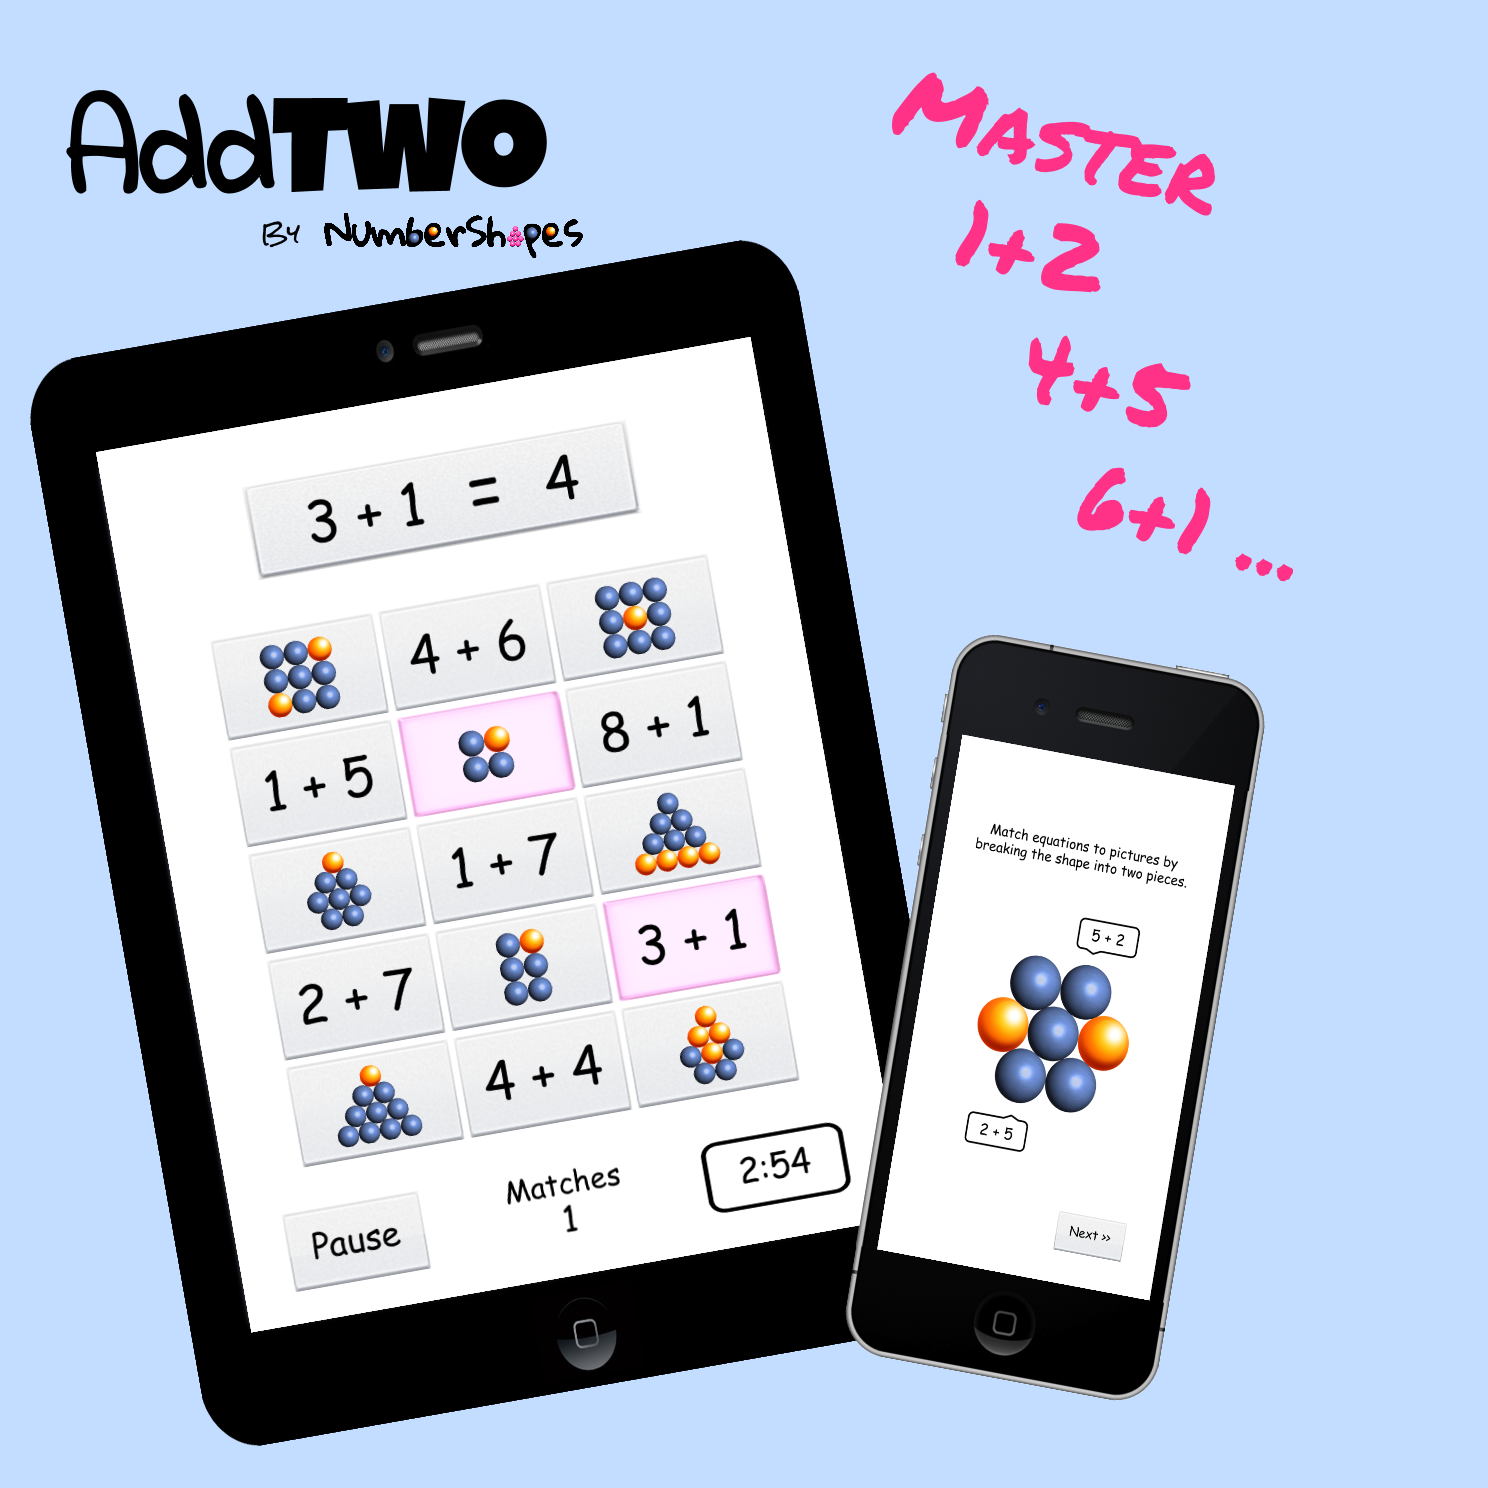 AddTWO
BY NumberShapes
MASTER
1+2
4+5
6+1 ...
3 + 1 = 4
4 + 6
1 + 5
8 + 1
1 + 7
2 + 7
3 + 1
4 + 4
Pause
Matches
1
2:54
Match equations to pictures by
breaking the shape into two pieces.
5 + 2
2 + 5
Next >>